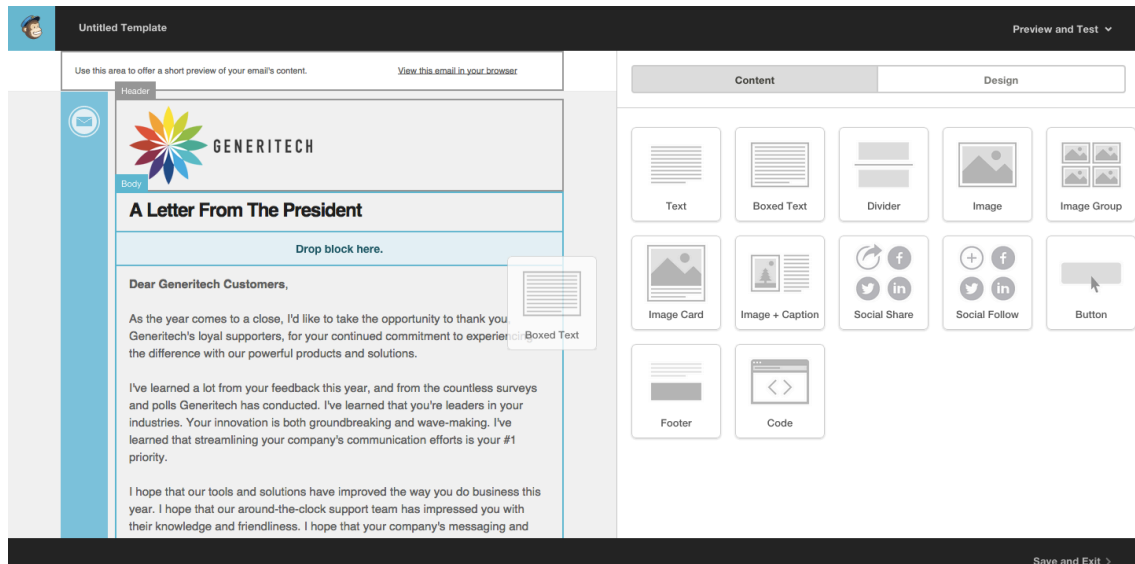 Untitled Template
Preview and Test
Use this area to offer a short preview of your email's content.
View this email in your browser
Header
GENERITECH
Body
A Letter From The President
Drop block here.
Dear Generitech Customers,
As the year comes to a close, I'd like to take the opportunity to thank you
Generitech's loyal supporters, for your continued commitment to experiencing
the difference with our powerful products and solutions.
I've learned a lot from your feedback this year, and from the countless surveys
and polls Generitech has conducted. I've learned that you're leaders in your
industries. Your innovation is both groundbreaking and wave-making. I've
learned that streamlining your company's communication efforts is your #1
priority.
I hope that our tools and solutions have improved the way you do business this
year. I hope that our around-the-clock support team has impressed you with
their knowledge and friendliness. I hope that your company's messaging and
Boxed Text
Content
Design
Text
Boxed Text
Divider
Image
Image Group
Image Card
Image + Caption
Social Share
Social Follow
Button
Footer
Code
Save and Exit >